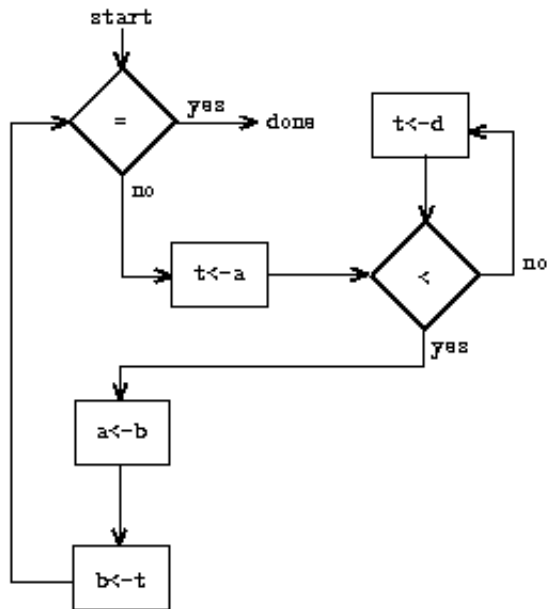 start
=
yes
done
no
t<-d
t<-a
<
no
yes
a<-b
b<-t